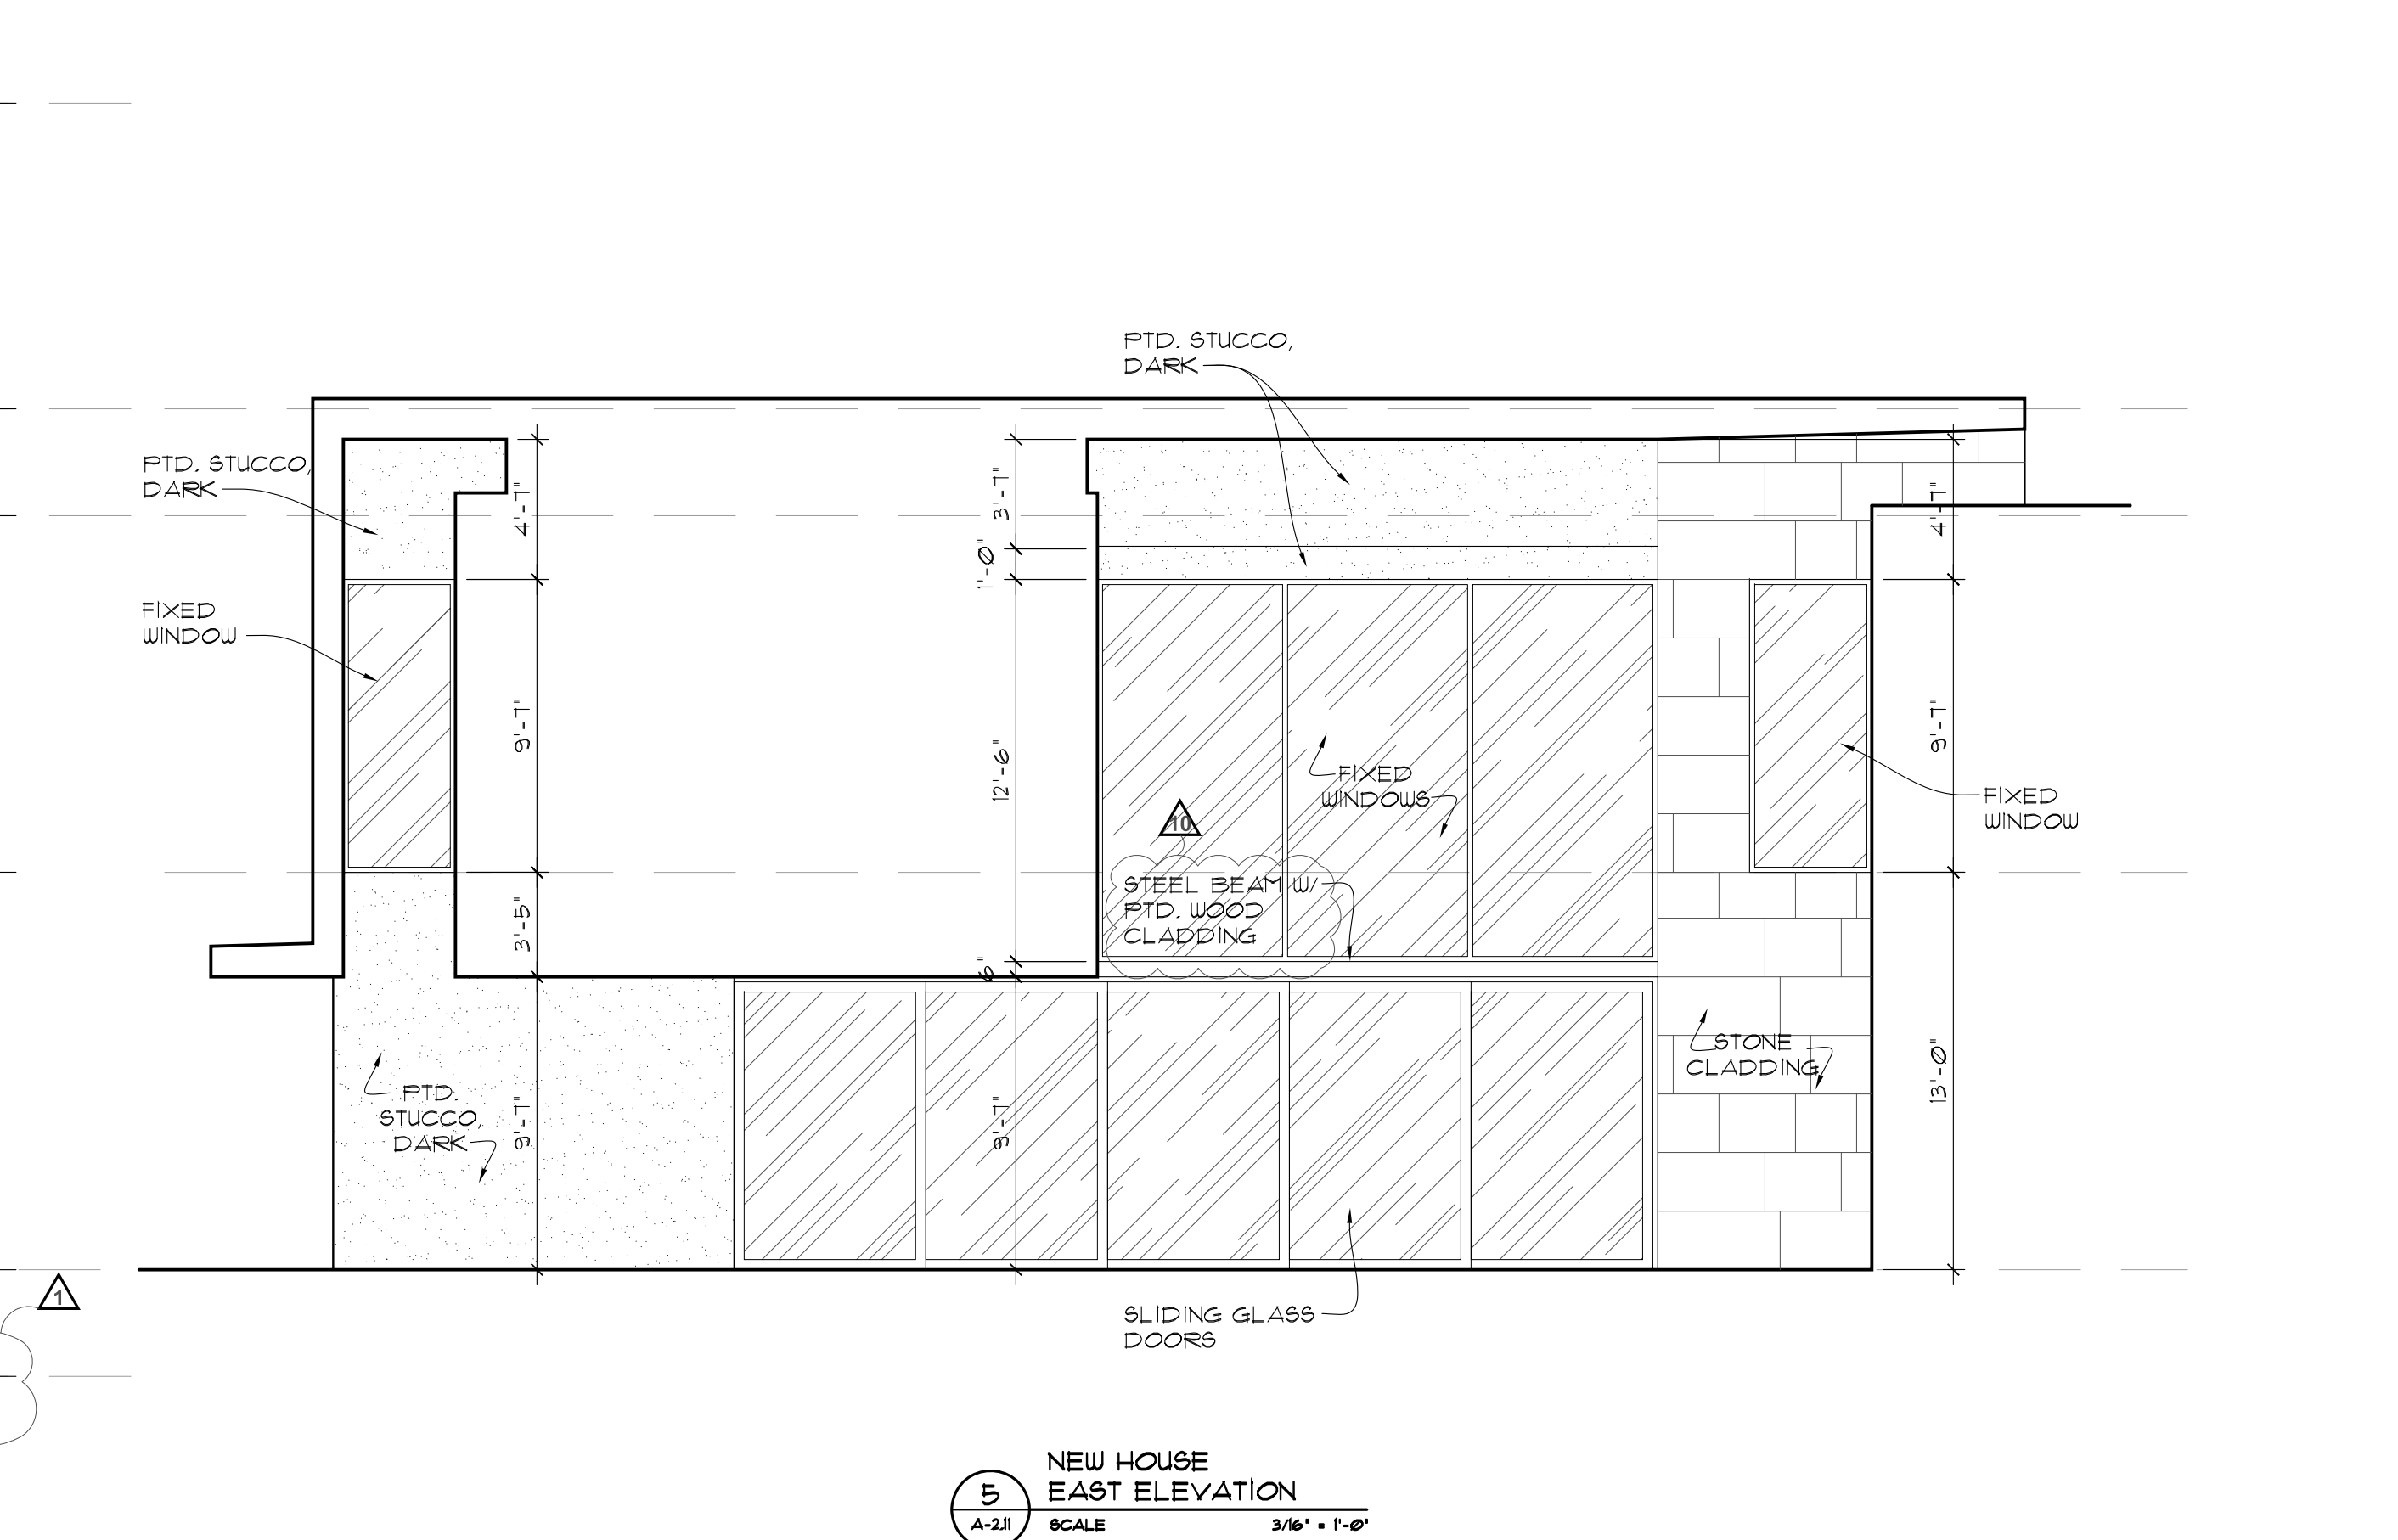 PTD. STUCCO,
DARK
PTD. STUCCO,
DARK
4'-7"
3'-7"
4'-7"
1'-0"
FIXED
WINDOW
9'-7"
12'-6"
9'-7"
FIXED
WINDOWS
FIXED
WINDOW
10
STEEL BEAM W/
PTD. WOOD
CLADDING
3'-5"
6"
STONE
CLADDING
13'-0"
PTD.
STUCCO,
DARK
9'-7"
9'-7"
1
SLIDING GLASS
DOORS
NEW HOUSE
EAST ELEVATION
5
A-2.11
SCALE 3/16" = 1'-0"